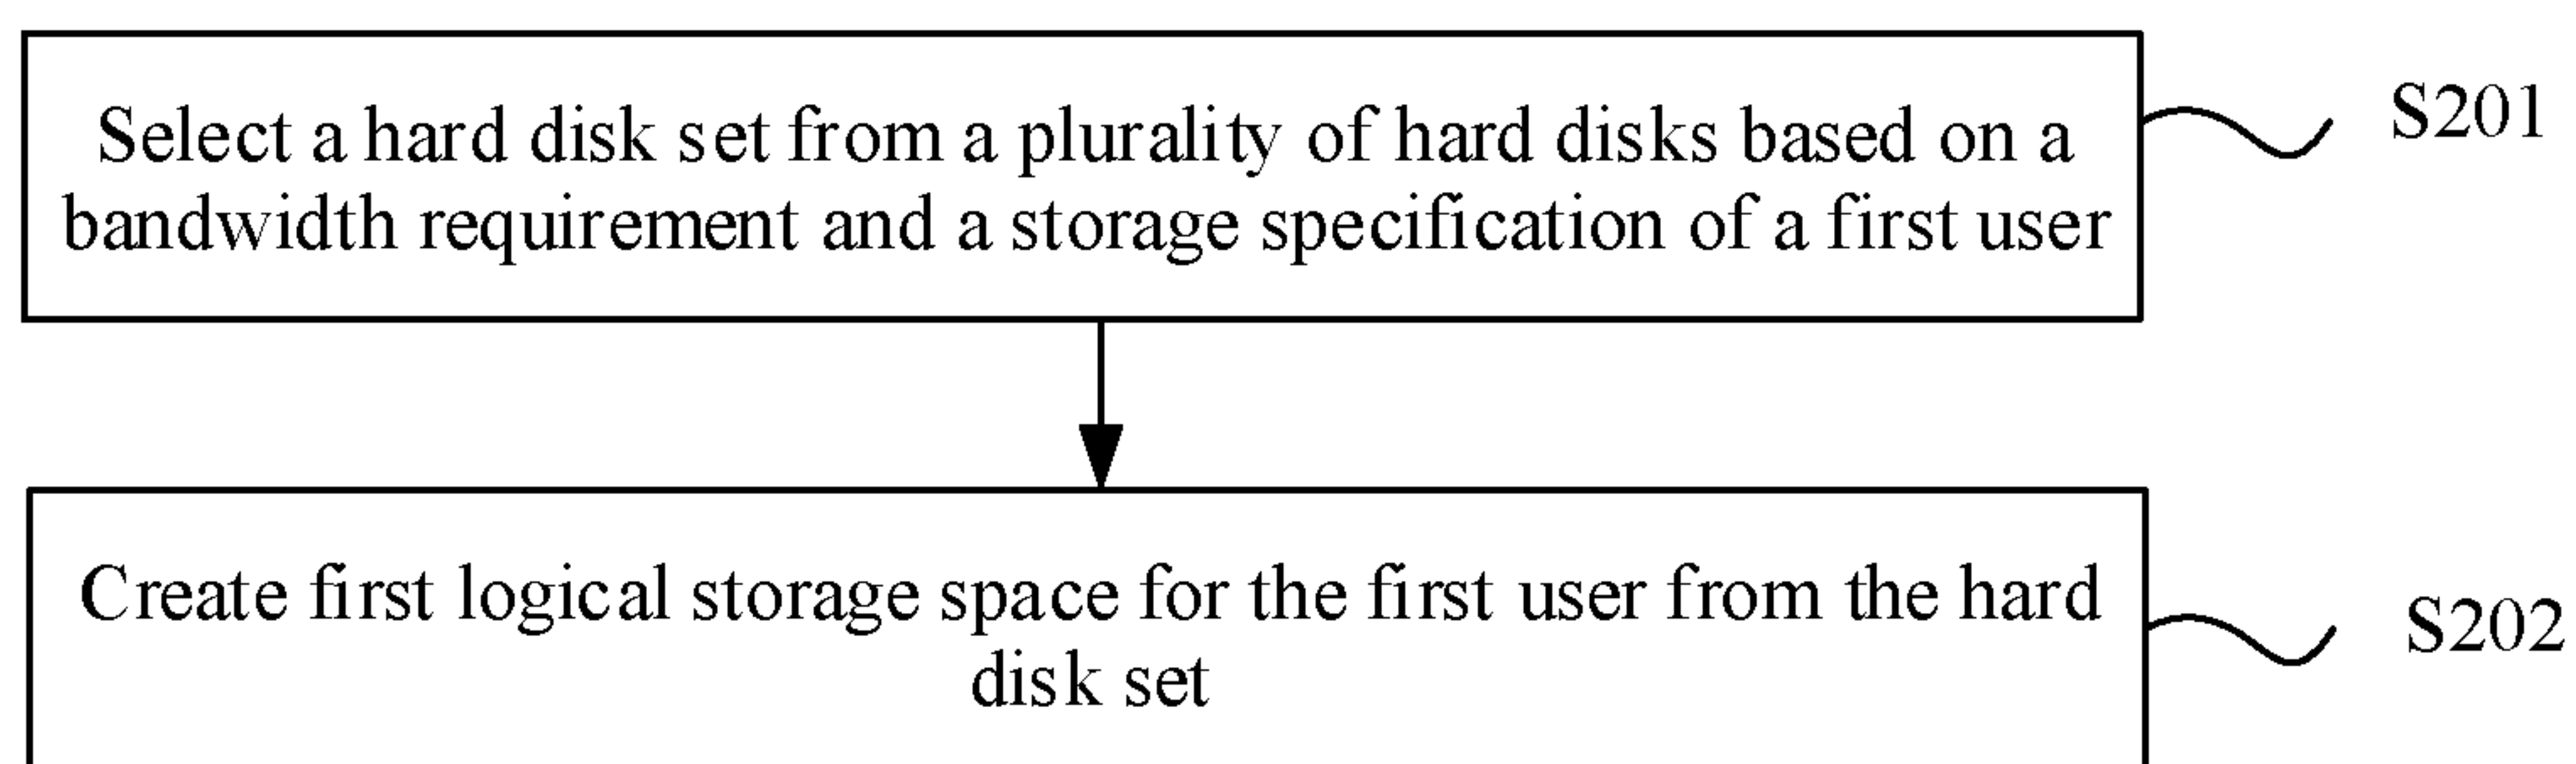 Select a hard disk set from a plurality of hard disks based on a
bandwidth requirement and a storage specification of a first user
S201
Create first logical storage space for the first user from the hard
disk set
S202